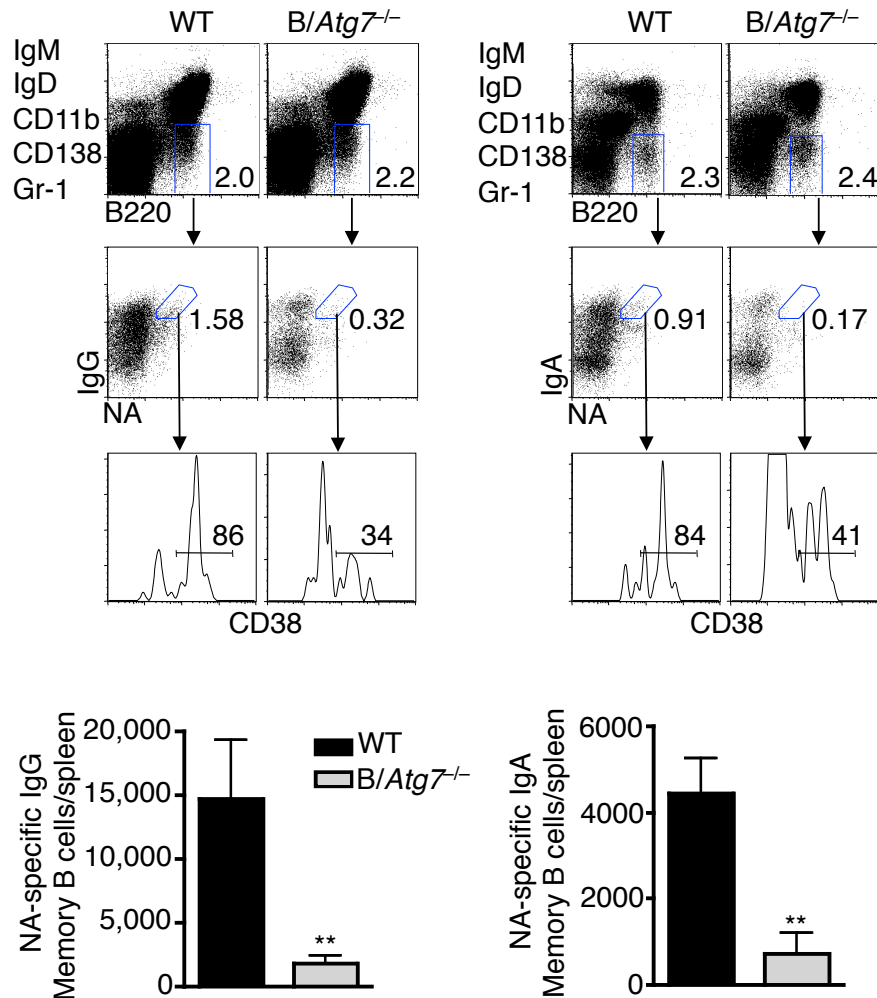 WT B/Atg7–/– WT B/Atg7–/–
IgM
IgD
CD11b
CD138
Gr-1
2.0 2.2
B220
IgM
IgD
CD11b
CD138
Gr-1
2.3 2.4
B220
IgG
1.58 0.32
NA
IgA
0.91 0.17
NA
86 34
CD38
84 41
CD38
NA-specific IgG
Memory B cells/spleen
20,000
15,000
10,000
5,000
0
**
WT
B/Atg7–/–
NA-specific IgA
Memory B cells/spleen
6000
4000
2000
0
**